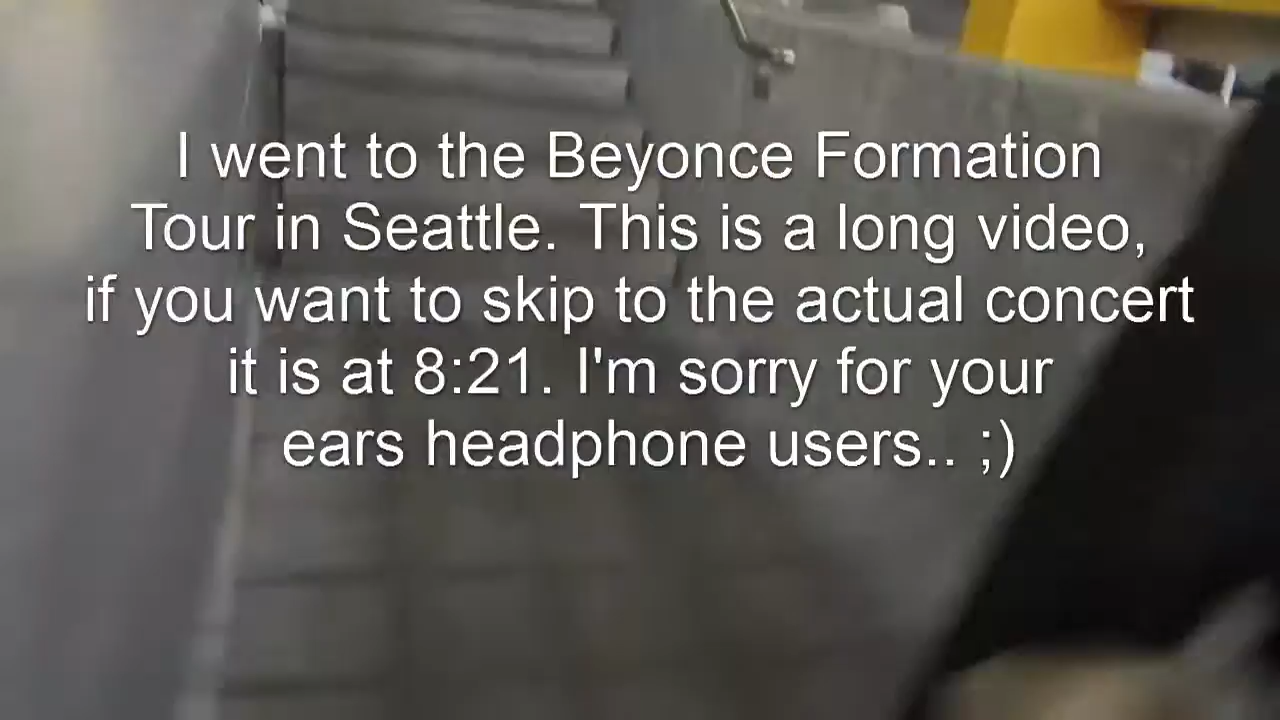 I went to the Beyonce Formation
Tour in Seattle. This is a long video,
if you want to skip to the actual concert
it is at 8:21. I'm sorry for your
ears headphone users.. ;)